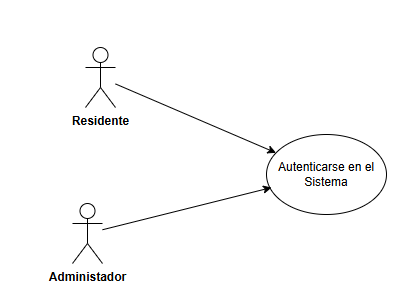 Residente
Autenticarse en el
Sistema
Administador